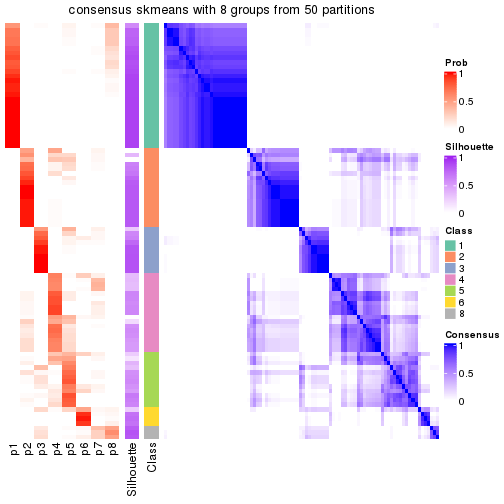 consensus skmeans with 8 groups from 50 partitions
Prob
1
0.5
0
Silhouette
1
0.5
0
Class
1
2
3
4
5
6
8
Consensus
1
0.5
0
p1 p2 p3 p4 p5 p6 p7 p8 Silhouette Class